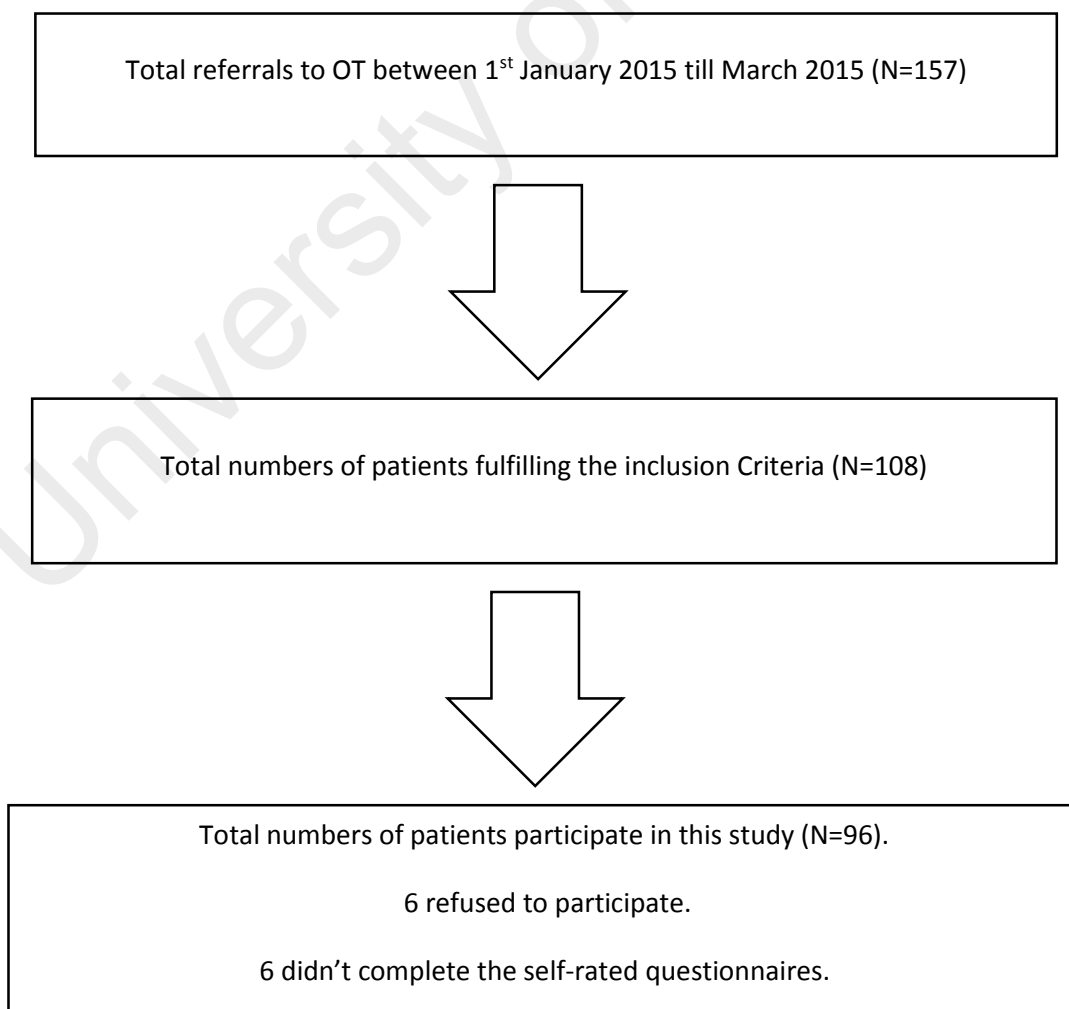 University of
Total referrals to OT between 1st January 2015 till March 2015 (N=157)
Total numbers of patients fulfilling the inclusion Criteria (N=108)
Total numbers of patients participate in this study (N=96).
6 refused to participate.
6 didn’t complete the self-rated questionnaires.